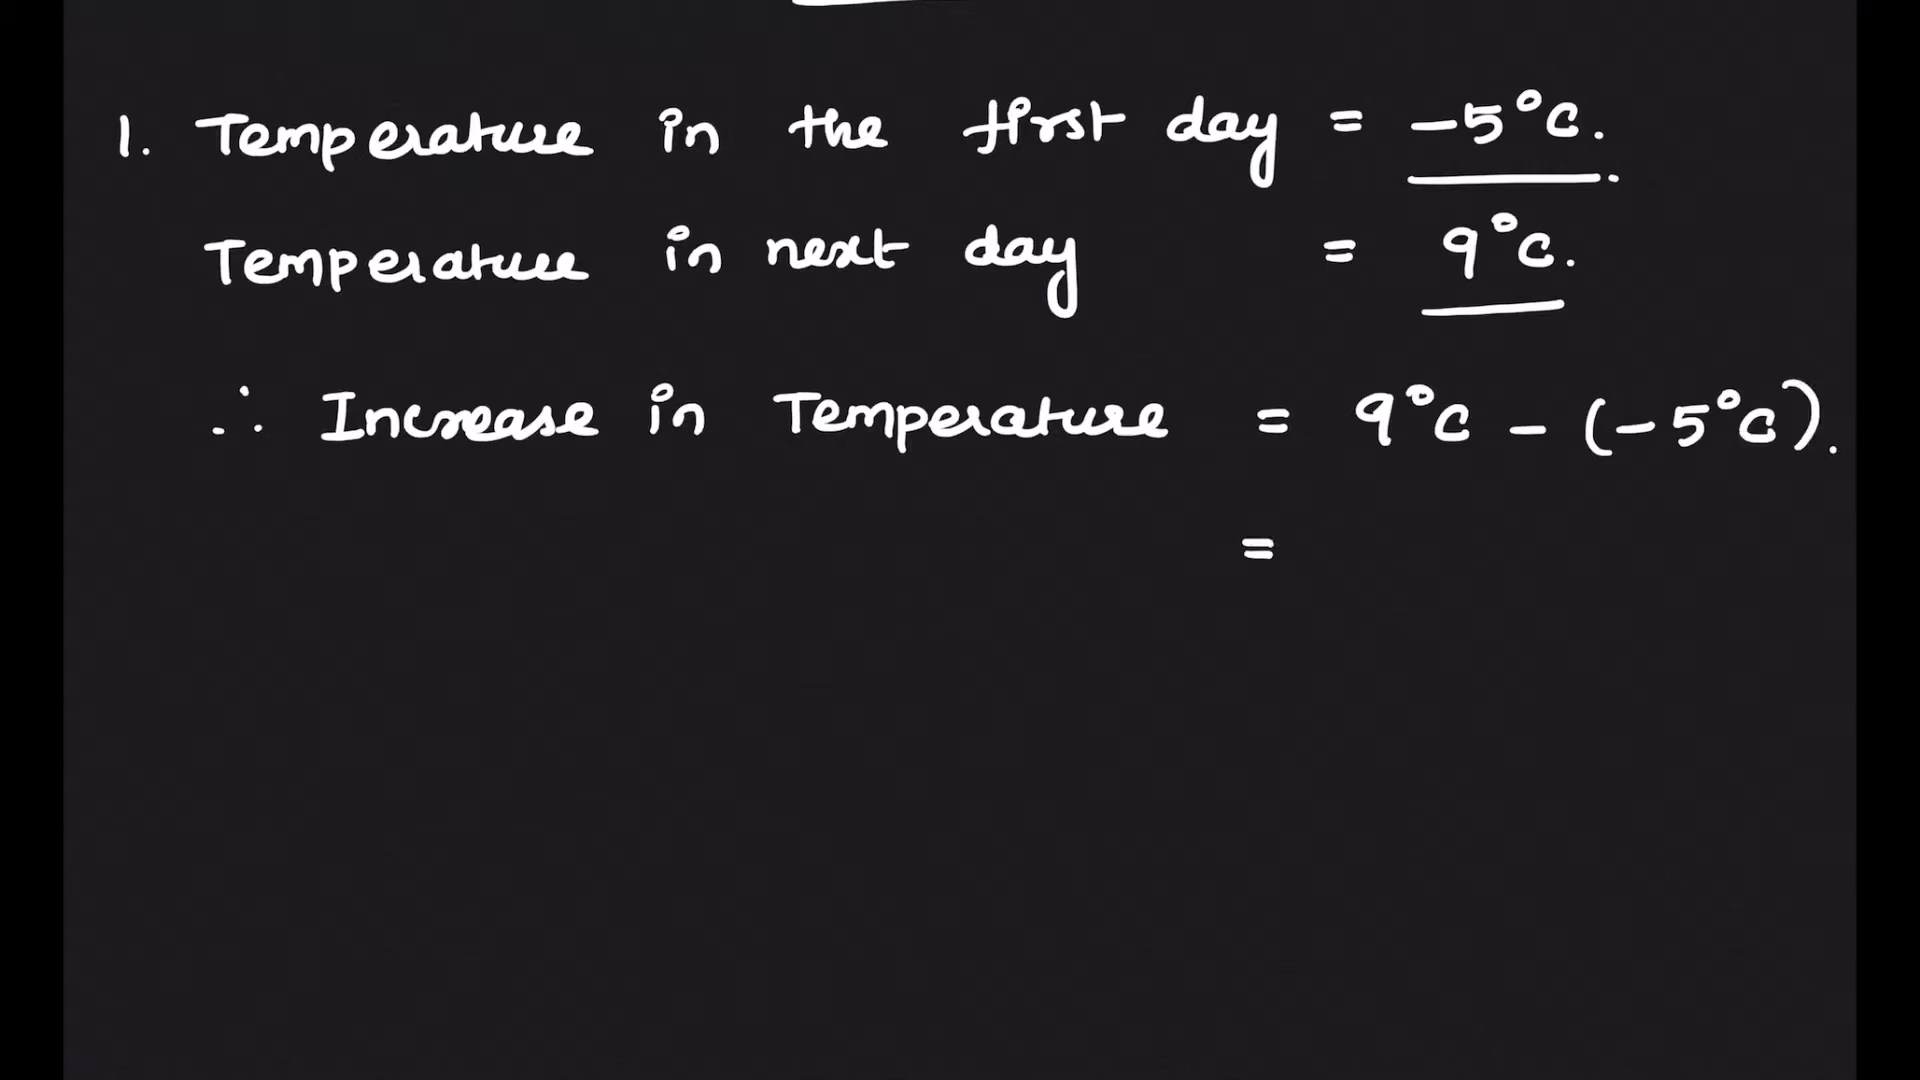 1. Temperature in the first day = -5°C.
Temperature in next day = 9°C.
∴ Increase in Temperature = 9°C - (-5°C).
=